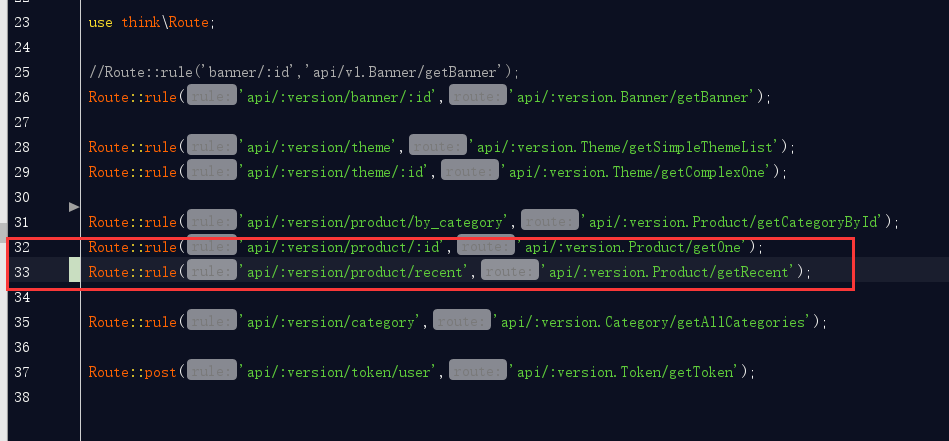 23 use think\Route;
24
25 //Route::rule('banner/:id','api/v1.Banner/getBanner');
26 Route::rule( rule: 'api/:version/banner/:id', route: 'api/:version.Banner/getBanner');
27
28 Route::rule( rule: 'api/:version/theme', route: 'api/:version.Theme/getSimpleThemeList');
29 Route::rule( rule: 'api/:version/theme/:id', route: 'api/:version.Theme/getComplexOne');
30
31 Route::rule( rule: 'api/:version/product/by_category', route: 'api/:version.Product/getCategoryById');
32 Route::rule( rule: 'api/:version/product/:id', route: 'api/:version.Product/getOne');
33 Route::rule( rule: 'api/:version/product/recent', route: 'api/:version.Product/getRecent');
34
35 Route::rule( rule: 'api/:version/category', route: 'api/:version.Category/getAllCategories');
36
37 Route::post( rule: 'api/:version/token/user', route: 'api/:version.Token/getToken');
38